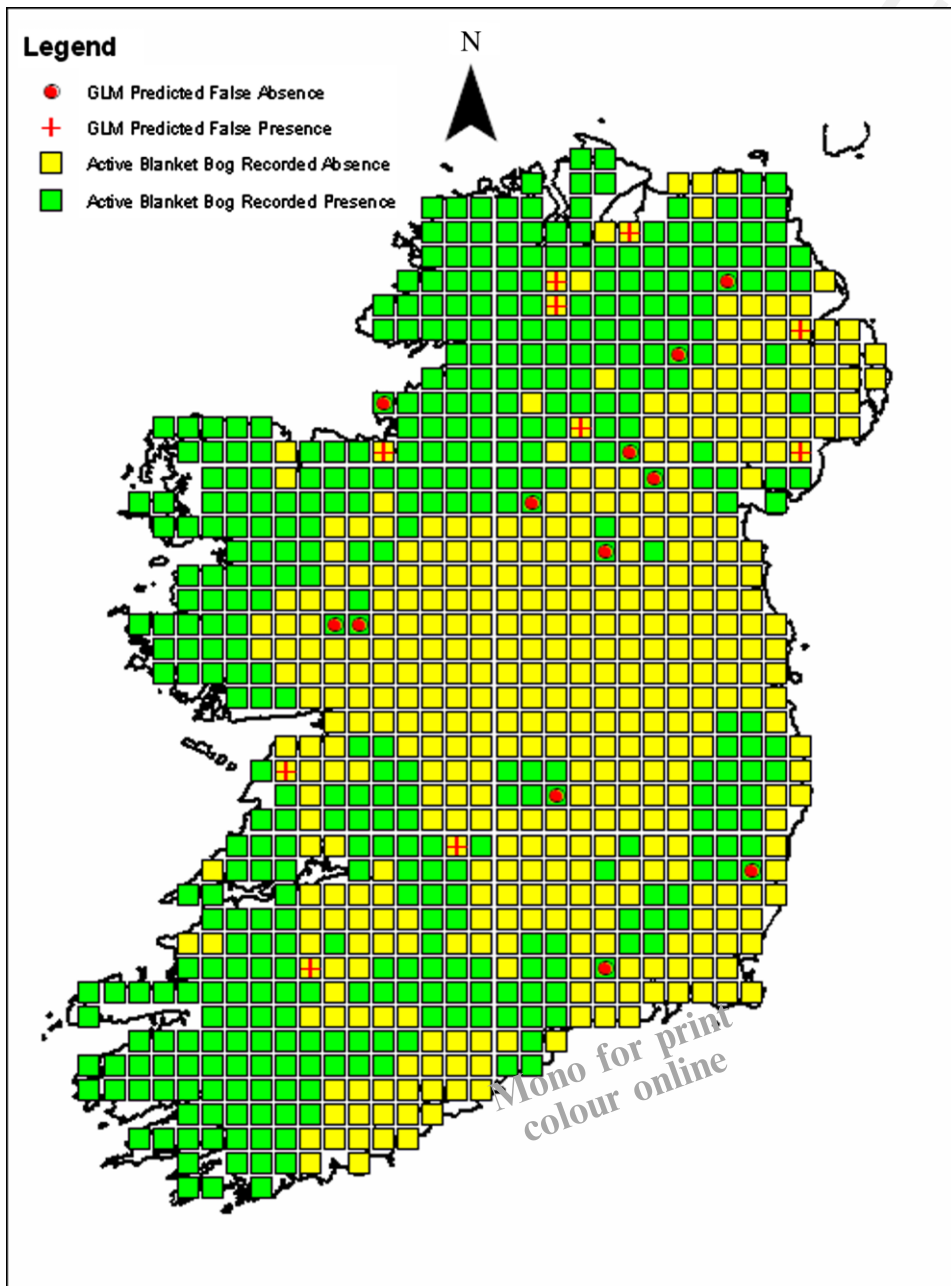 Legend
N
GLM Predicted False Absence
GLM Predicted False Presence
Active Blanket Bog Recorded Absence
Active Blanket Bog Recorded Presence
Mono for print
colour online